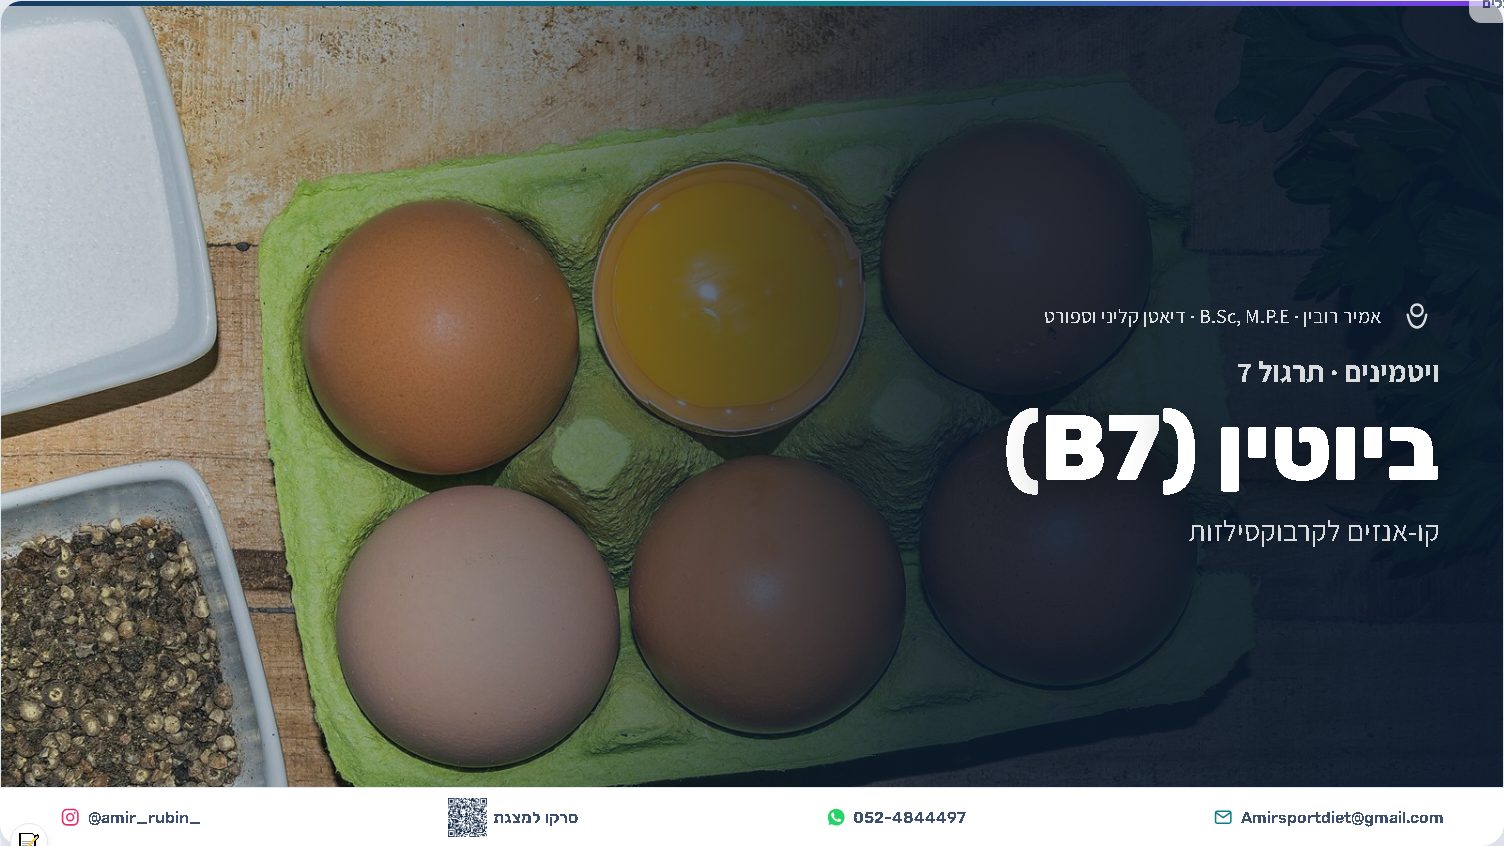 אמיר רובין · B.Sc, M.P.E · דיאטן קליני וספורט
ויטמינים · תרגול 7
ביוטין (B7)
קו-אנזים לקרבוקסילזות
Amirsportdiet@gmail.com
052-4844497
סרקו למצגת
@amir_rubin_